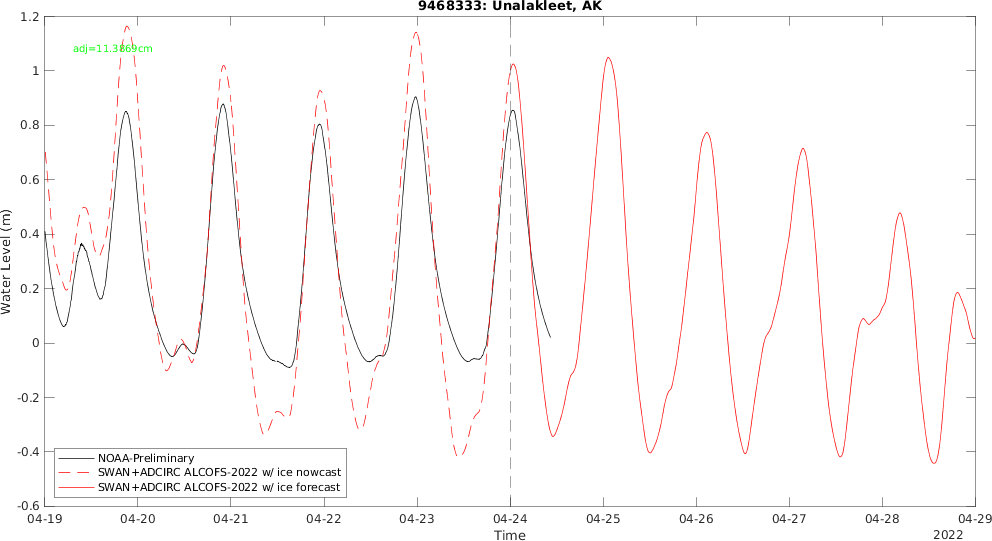 9468333: Unalakleet, AK
adj=11.3869cm
Water Level (m)
1.2
1
0.8
0.6
0.4
0.2
0
-0.2
-0.4
-0.6
NOAA-Preliminary
SWAN+ADCIRC ALCOFS-2022 w/ ice nowcast
SWAN+ADCIRC ALCOFS-2022 w/ ice forecast
04-19 04-20 04-21 04-22 04-23 04-24 04-25 04-26 04-27 04-28 04-29
Time
2022